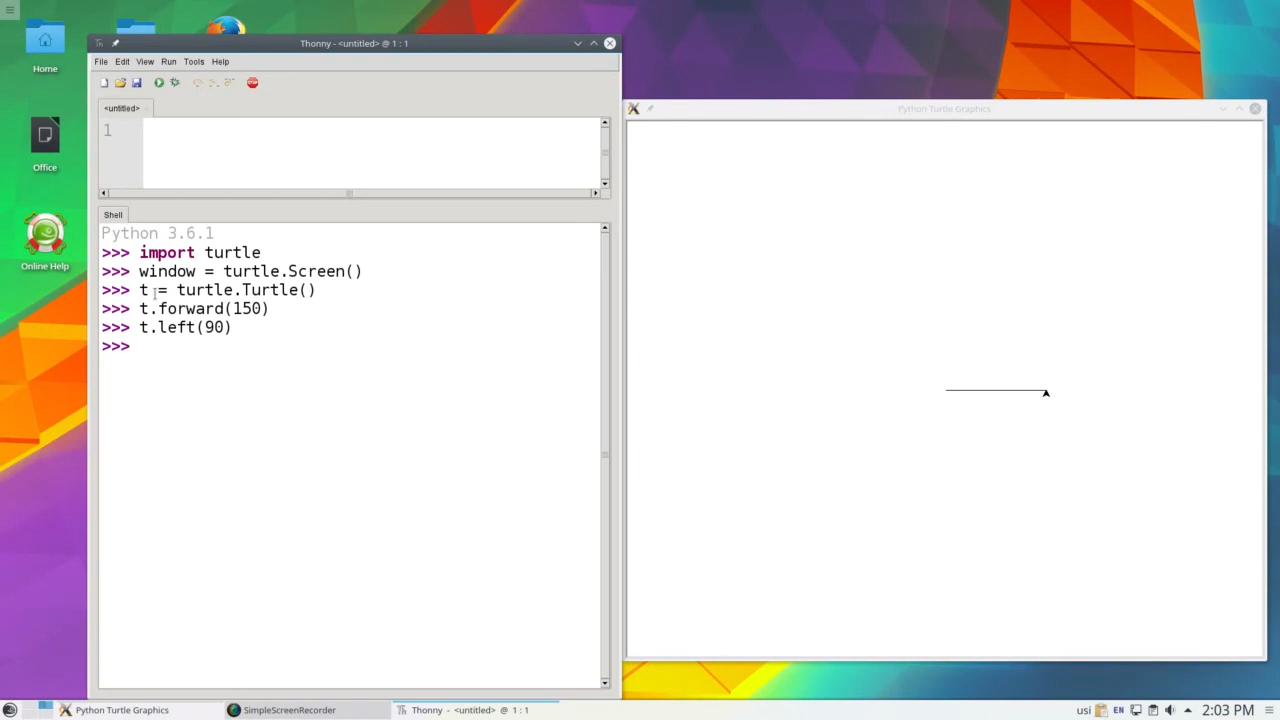 Home
Office
Online Help
Thonny - <untitled> @ 1 : 1
File Edit View Run Tools Help
STOP
<untitled>
1
Shell
Python 3.6.1
>>> import turtle
>>> window = turtle.Screen()
>>> t = turtle.Turtle()
>>> t.forward(150)
>>> t.left(90)
>>>
Python Turtle Graphics
Python Turtle Graphics
SimpleScreenRecorder
Thonny - <untitled> @ 1 : 1
usi
EN
2:03 PM